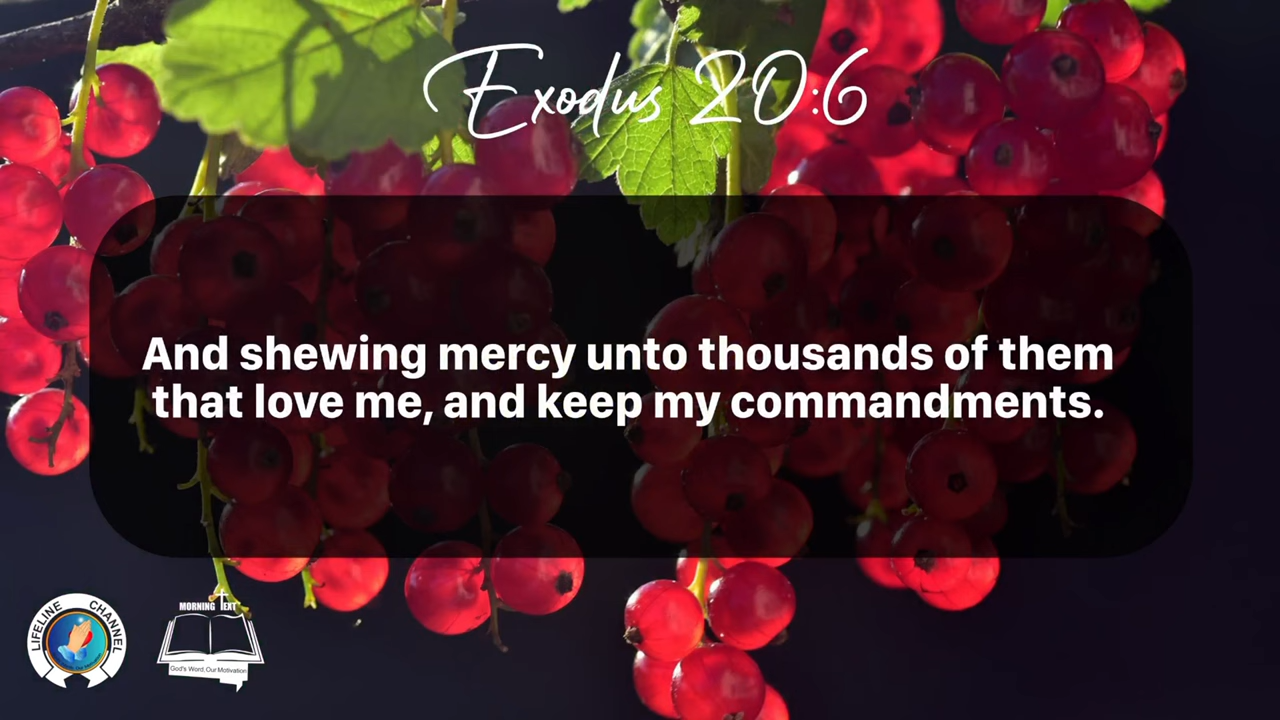 Exodus 20:6
And shewing mercy unto thousands of them
that love me, and keep my commandments.
LIFELINE CHANNEL
MORNING TEXT
God's Word, Our Motivation